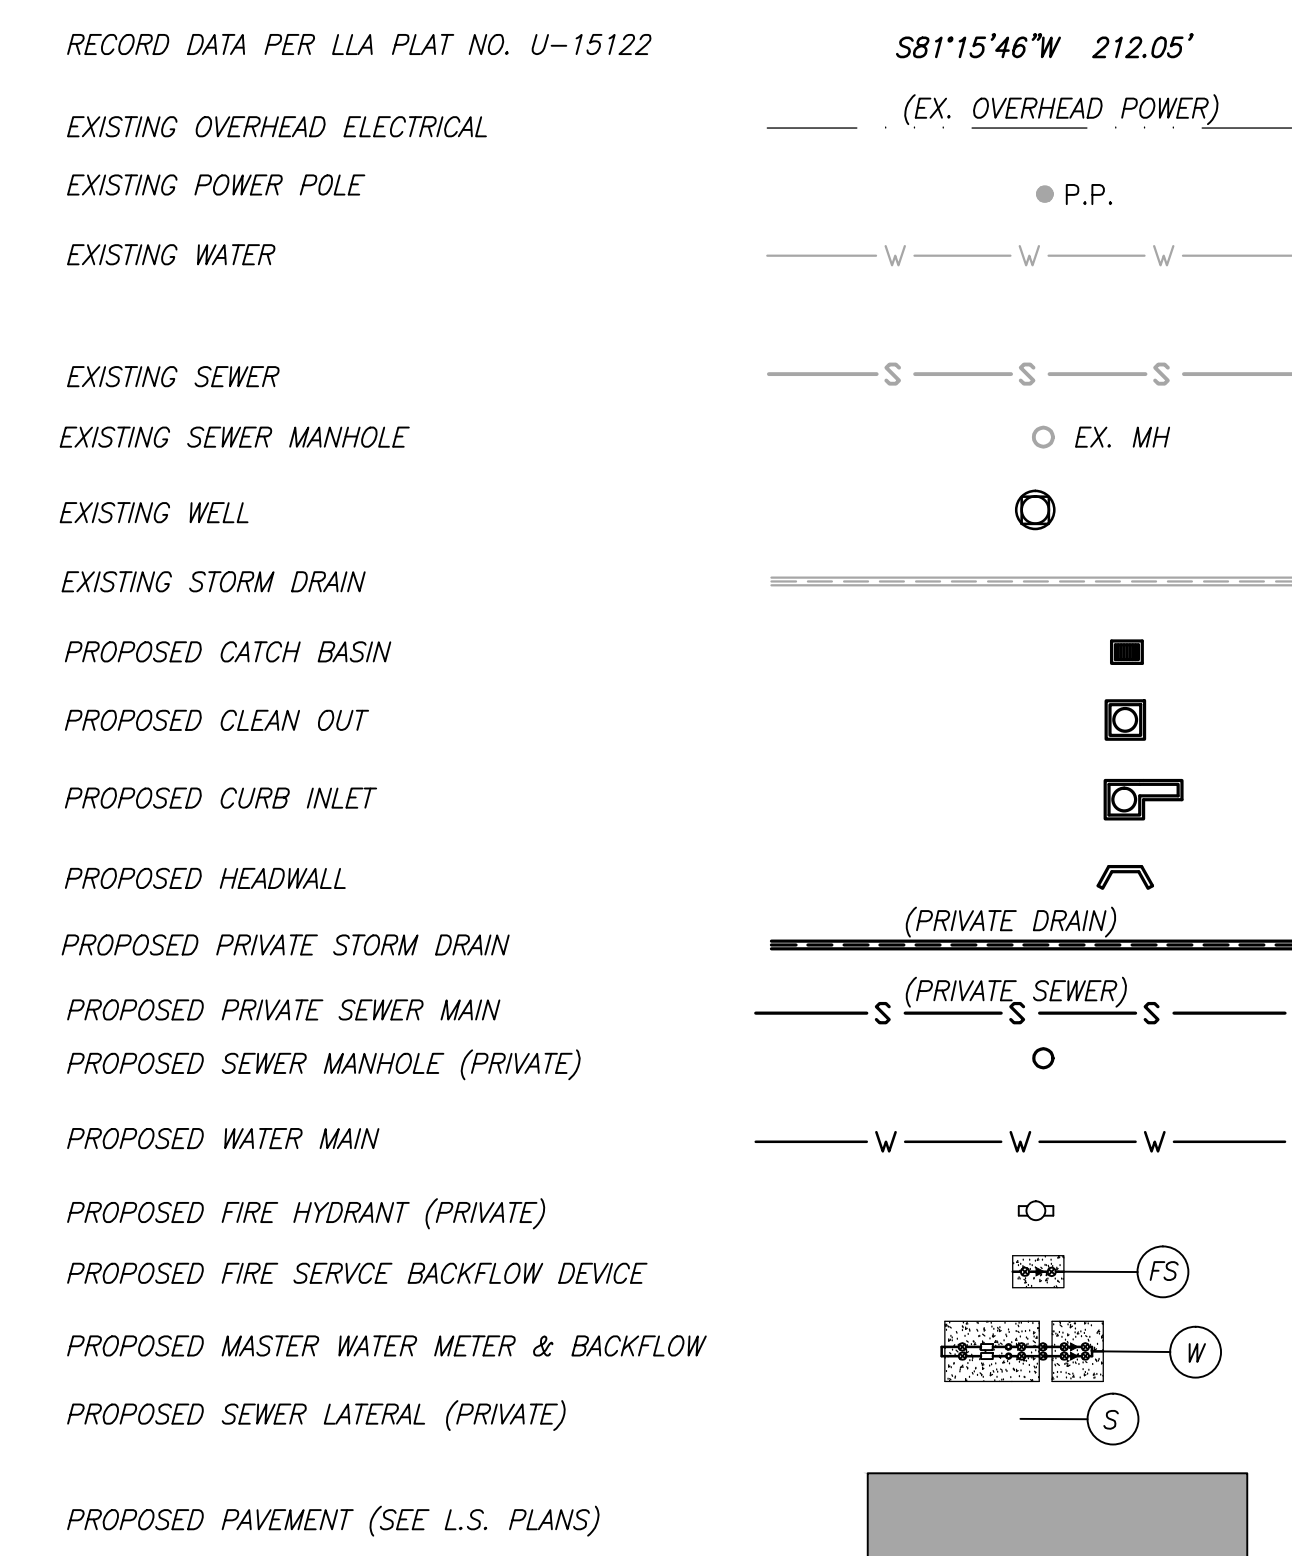 RECORD DATA PER LLA PLAT NO. U-15122 S81°15'46"W 212.05'
EXISTING OVERHEAD ELECTRICAL (EX. OVERHEAD POWER)
EXISTING POWER POLE P.P.
EXISTING WATER W W W
EXISTING SEWER S S S
EXISTING SEWER MANHOLE EX. MH
EXISTING WELL
EXISTING STORM DRAIN
PROPOSED CATCH BASIN
PROPOSED CLEAN OUT
PROPOSED CURB INLET
PROPOSED HEADWALL
PROPOSED PRIVATE STORM DRAIN (PRIVATE DRAIN)
PROPOSED PRIVATE SEWER MAIN (PRIVATE SEWER) S S S
PROPOSED SEWER MANHOLE (PRIVATE)
PROPOSED WATER MAIN W W W
PROPOSED FIRE HYDRANT (PRIVATE)
PROPOSED FIRE SERVCE BACKFLOW DEVICE FS
PROPOSED MASTER WATER METER & BACKFLOW W
PROPOSED SEWER LATERAL (PRIVATE) S
PROPOSED PAVEMENT (SEE L.S. PLANS)